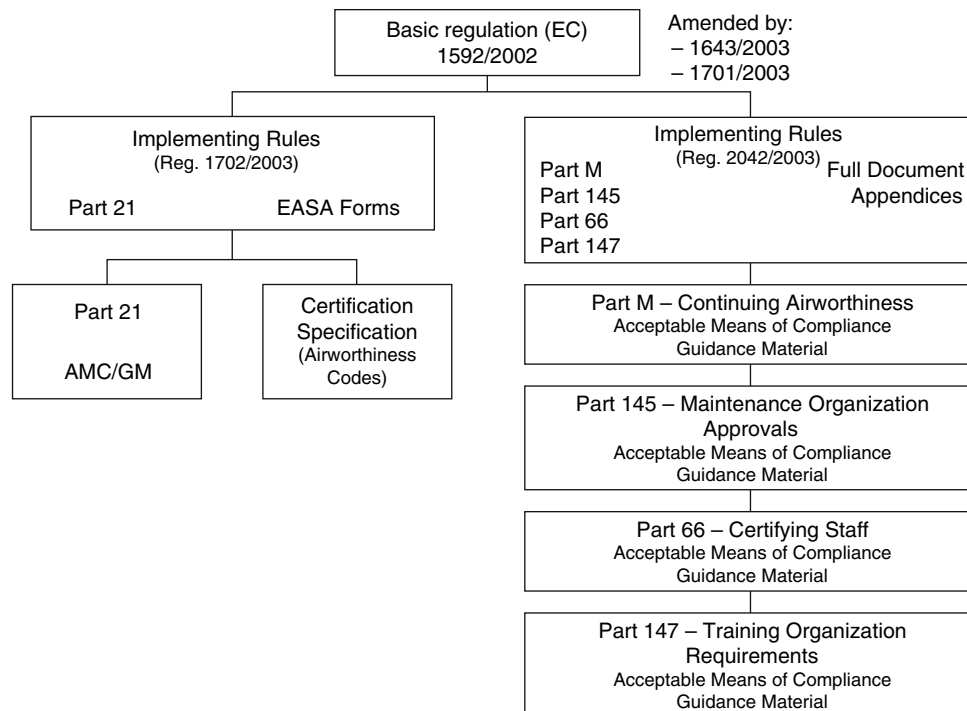 Basic regulation (EC)
1592/2002
Amended by:
– 1643/2003
– 1701/2003
Implementing Rules
(Reg. 1702/2003)
Part 21 EASA Forms
Part 21
AMC/GM
Certification
Specification
(Airworthiness
Codes)
Implementing Rules
(Reg. 2042/2003)
Part M Full Document
Part 145 Appendices
Part 66
Part 147
Part M – Continuing Airworthiness
Acceptable Means of Compliance
Guidance Material
Part 145 – Maintenance Organization
Approvals
Acceptable Means of Compliance
Guidance Material
Part 66 – Certifying Staff
Acceptable Means of Compliance
Guidance Material
Part 147 – Training Organization
Requirements
Acceptable Means of Compliance
Guidance Material